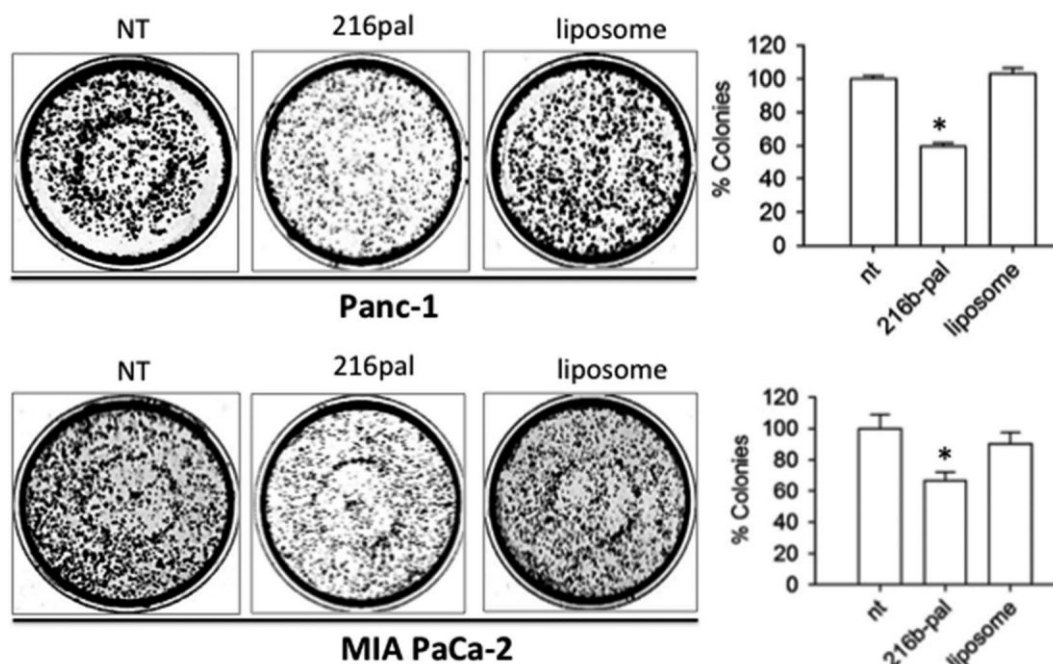 NT
216pal
liposome
Panc-1
% Colonies
120
100
80
60
40
20
0
*
nt
216b-pal
liposome
NT
216pal
liposome
MIA PaCa-2
% Colonies
120
100
80
60
40
20
0
*
nt
216b-pal
liposome